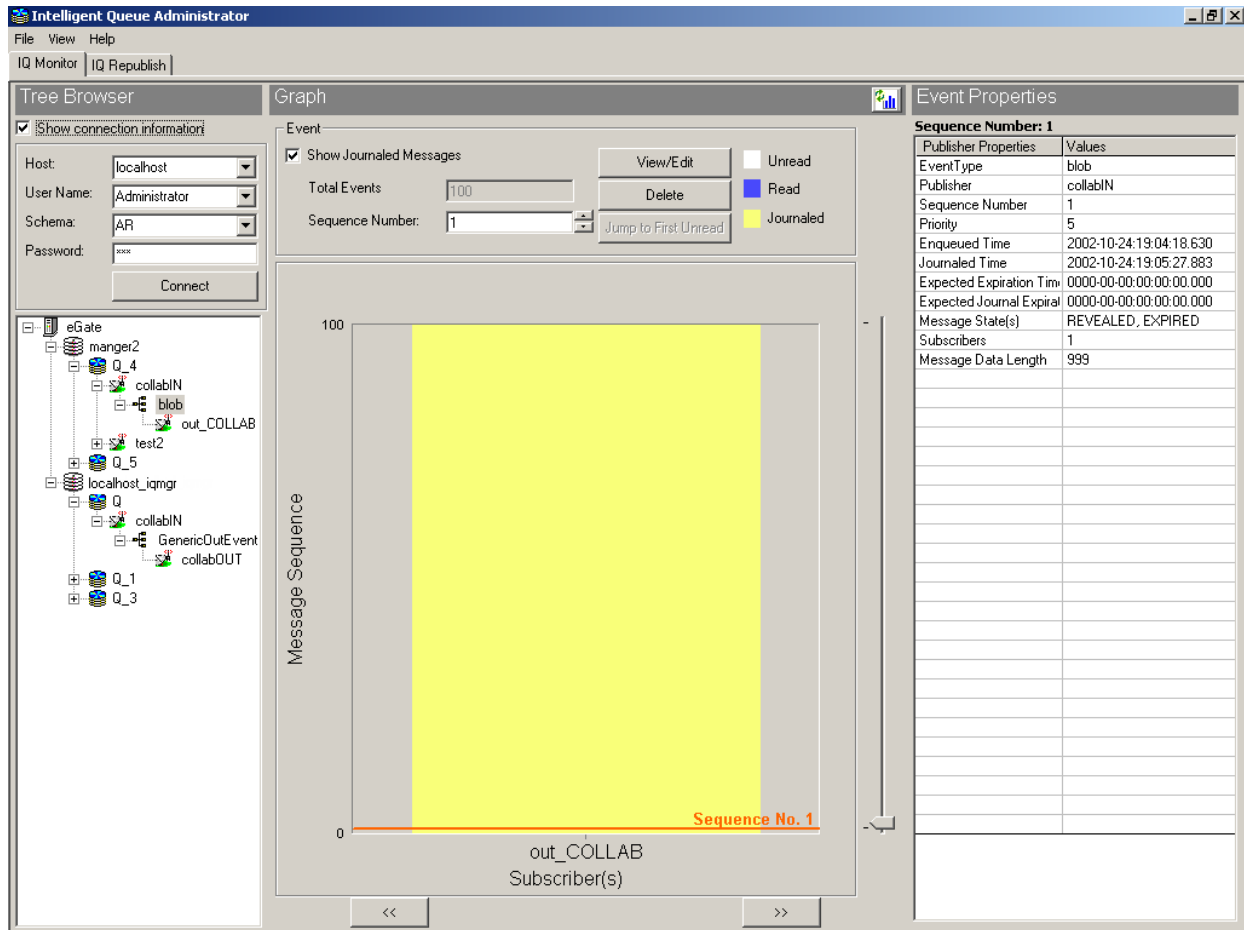 Intelligent Queue Administrator
File View Help
IQ Monitor IQ Republish
Tree Browser
Show connection information
Host: localhost
User Name: Administrator
Schema: AR
Password: xxx
Connect
eGate
manger2
Q_4
collabIN
blob
out_COLLAB
test2
Q_5
localhost_iqmgr
Q
collabIN
GenericOutEvent
collabOUT
Q_1
Q_3
Graph
Event
Show Journaled Messages
Total Events 100
Sequence Number: 1
View/Edit
Delete
Jump to First Unread
Unread
Read
Journaled
100
Message Sequence
Sequence No. 1
0
out_COLLAB
Subscriber(s)
<< >>
Event Properties
Sequence Number: 1
Publisher Properties Values
EventType blob
Publisher collabIN
Sequence Number 1
Priority 5
Enqueued Time 2002-10-24:19:04:18.630
Journaled Time 2002-10-24:19:05:27.883
Expected Expiration Tim 0000-00-00:00:00:00.000
Expected Journal Expiral 0000-00-00:00:00:00.000
Message State(s) REVEALED, EXPIRED
Subscribers 1
Message Data Length 999